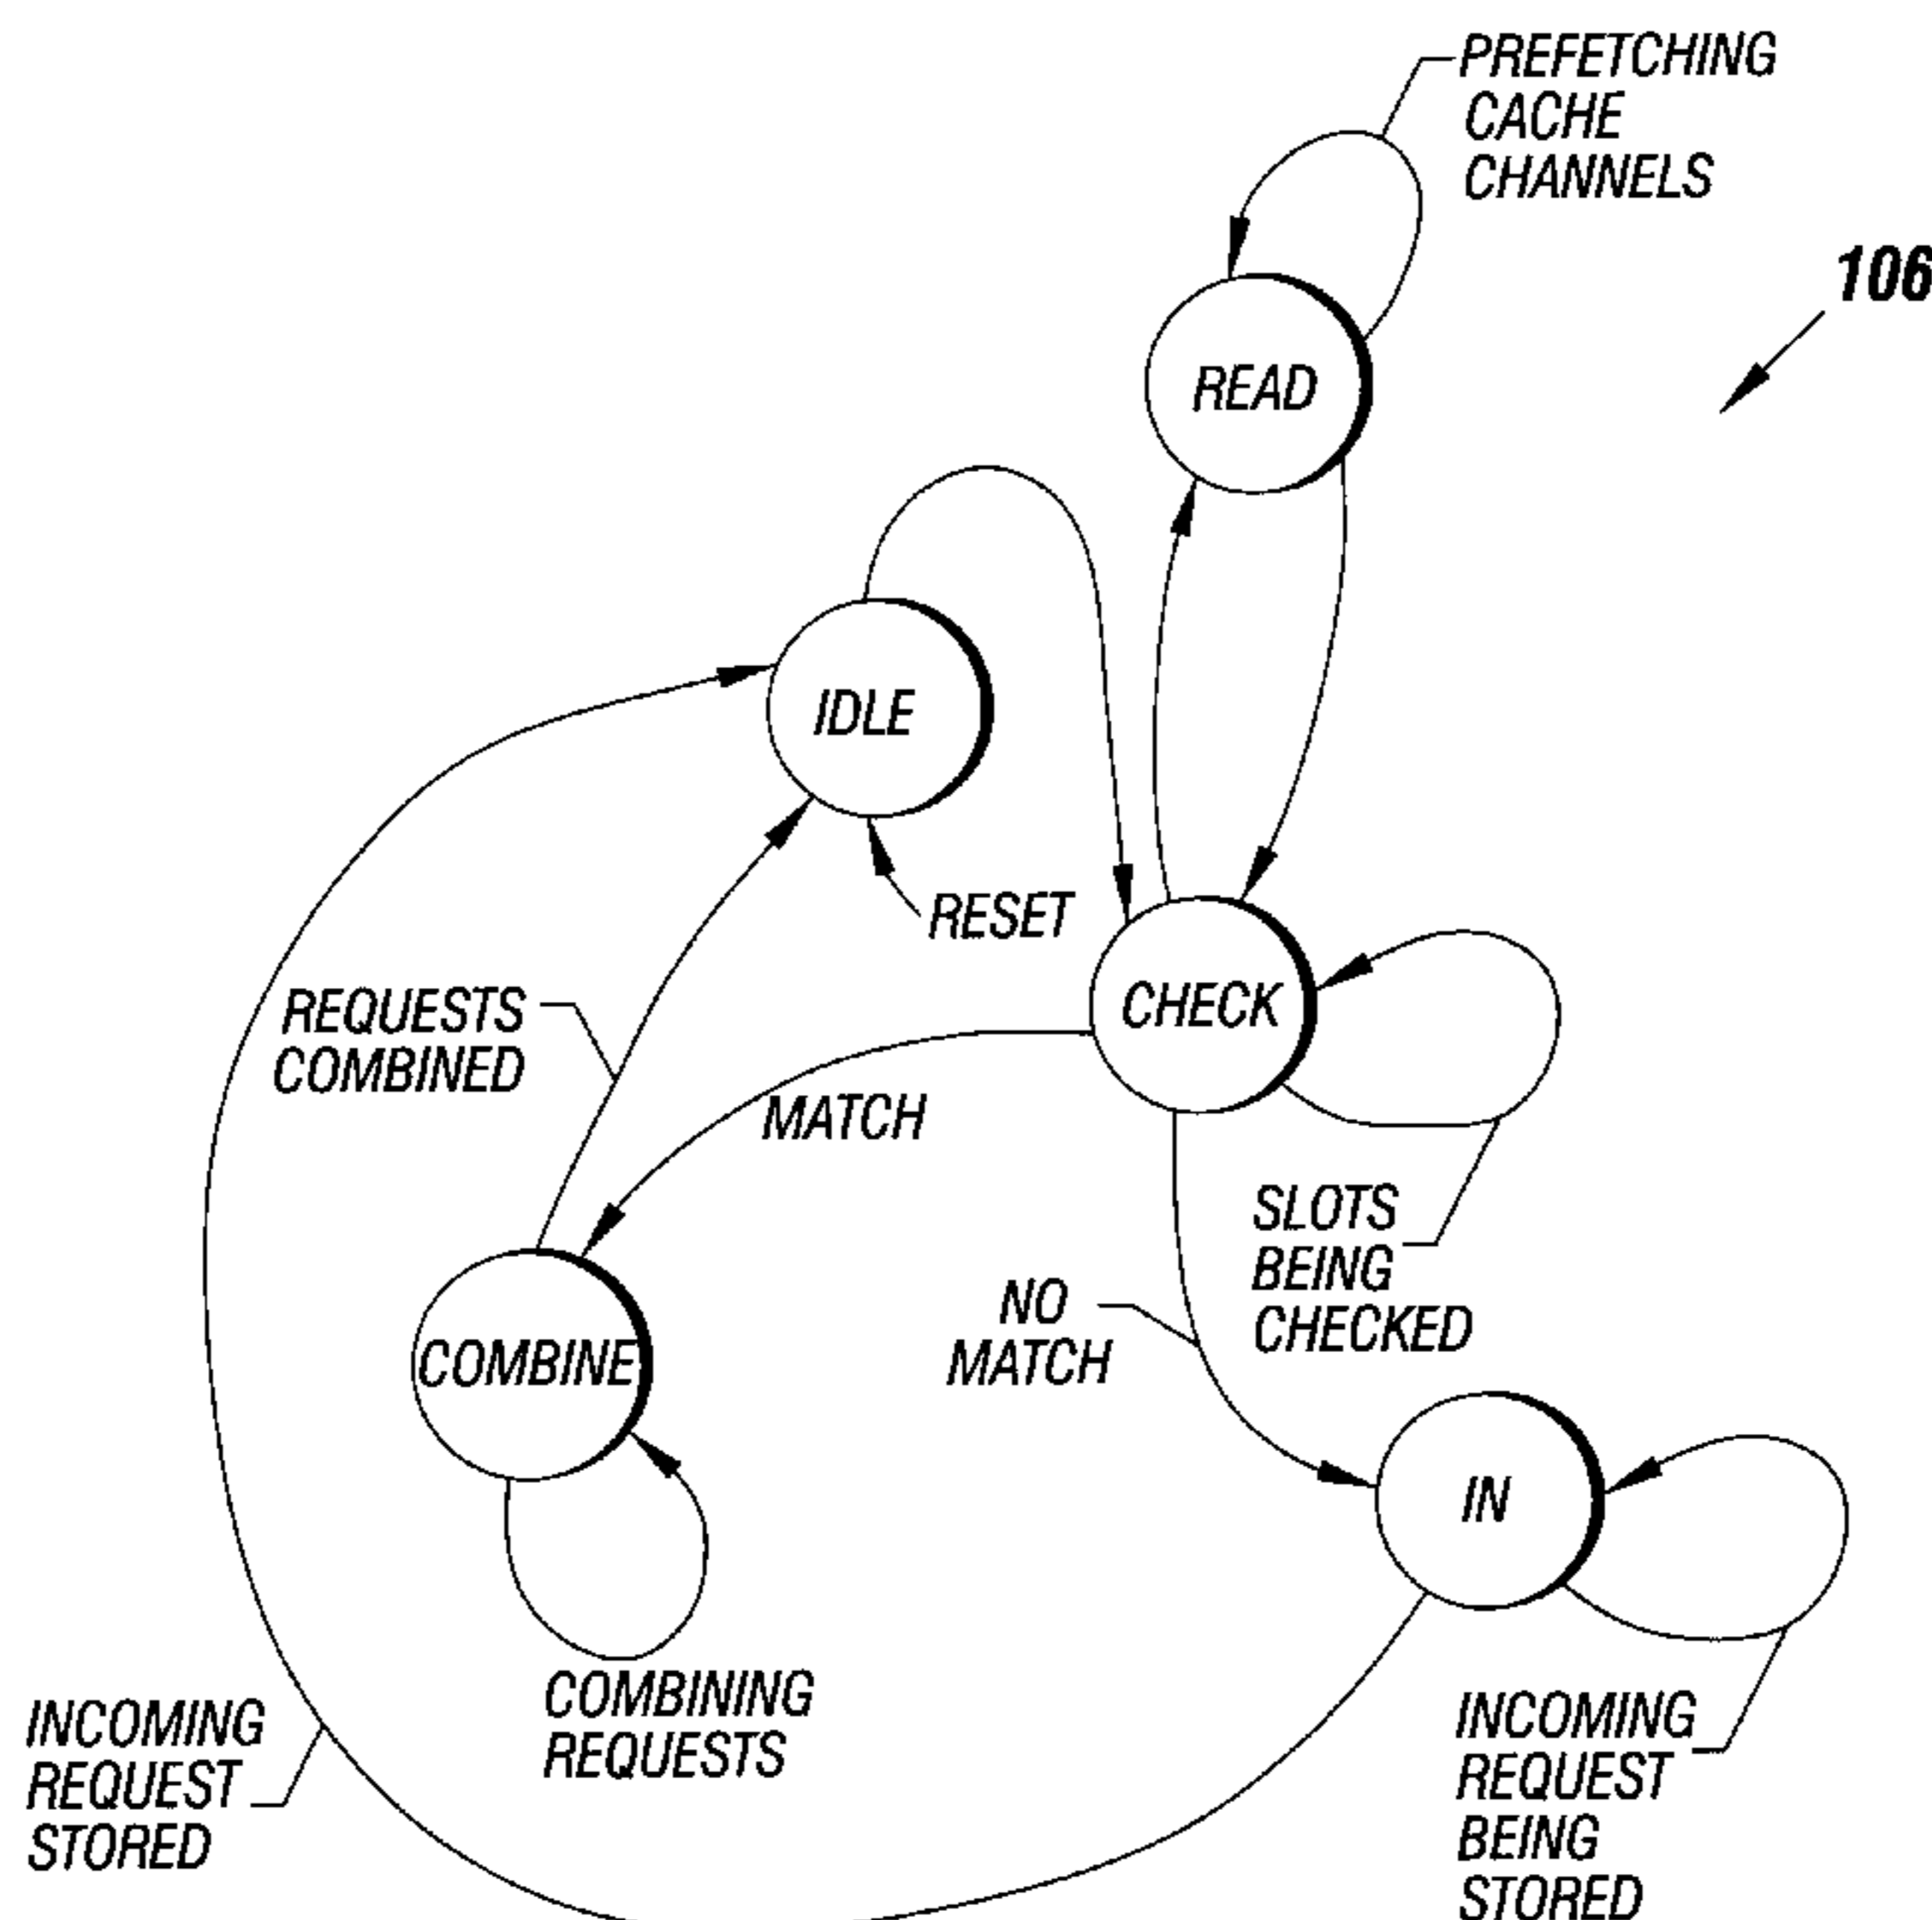 PREFETCHING
CACHE
CHANNELS
106
READ
IDLE
RESET
CHECK
REQUESTS
COMBINED
MATCH
SLOTS
BEING
CHECKED
NO
MATCH
COMBINE
IN
COMBINING
REQUESTS
INCOMING
REQUEST
STORED
INCOMING
REQUEST
BEING
STORED